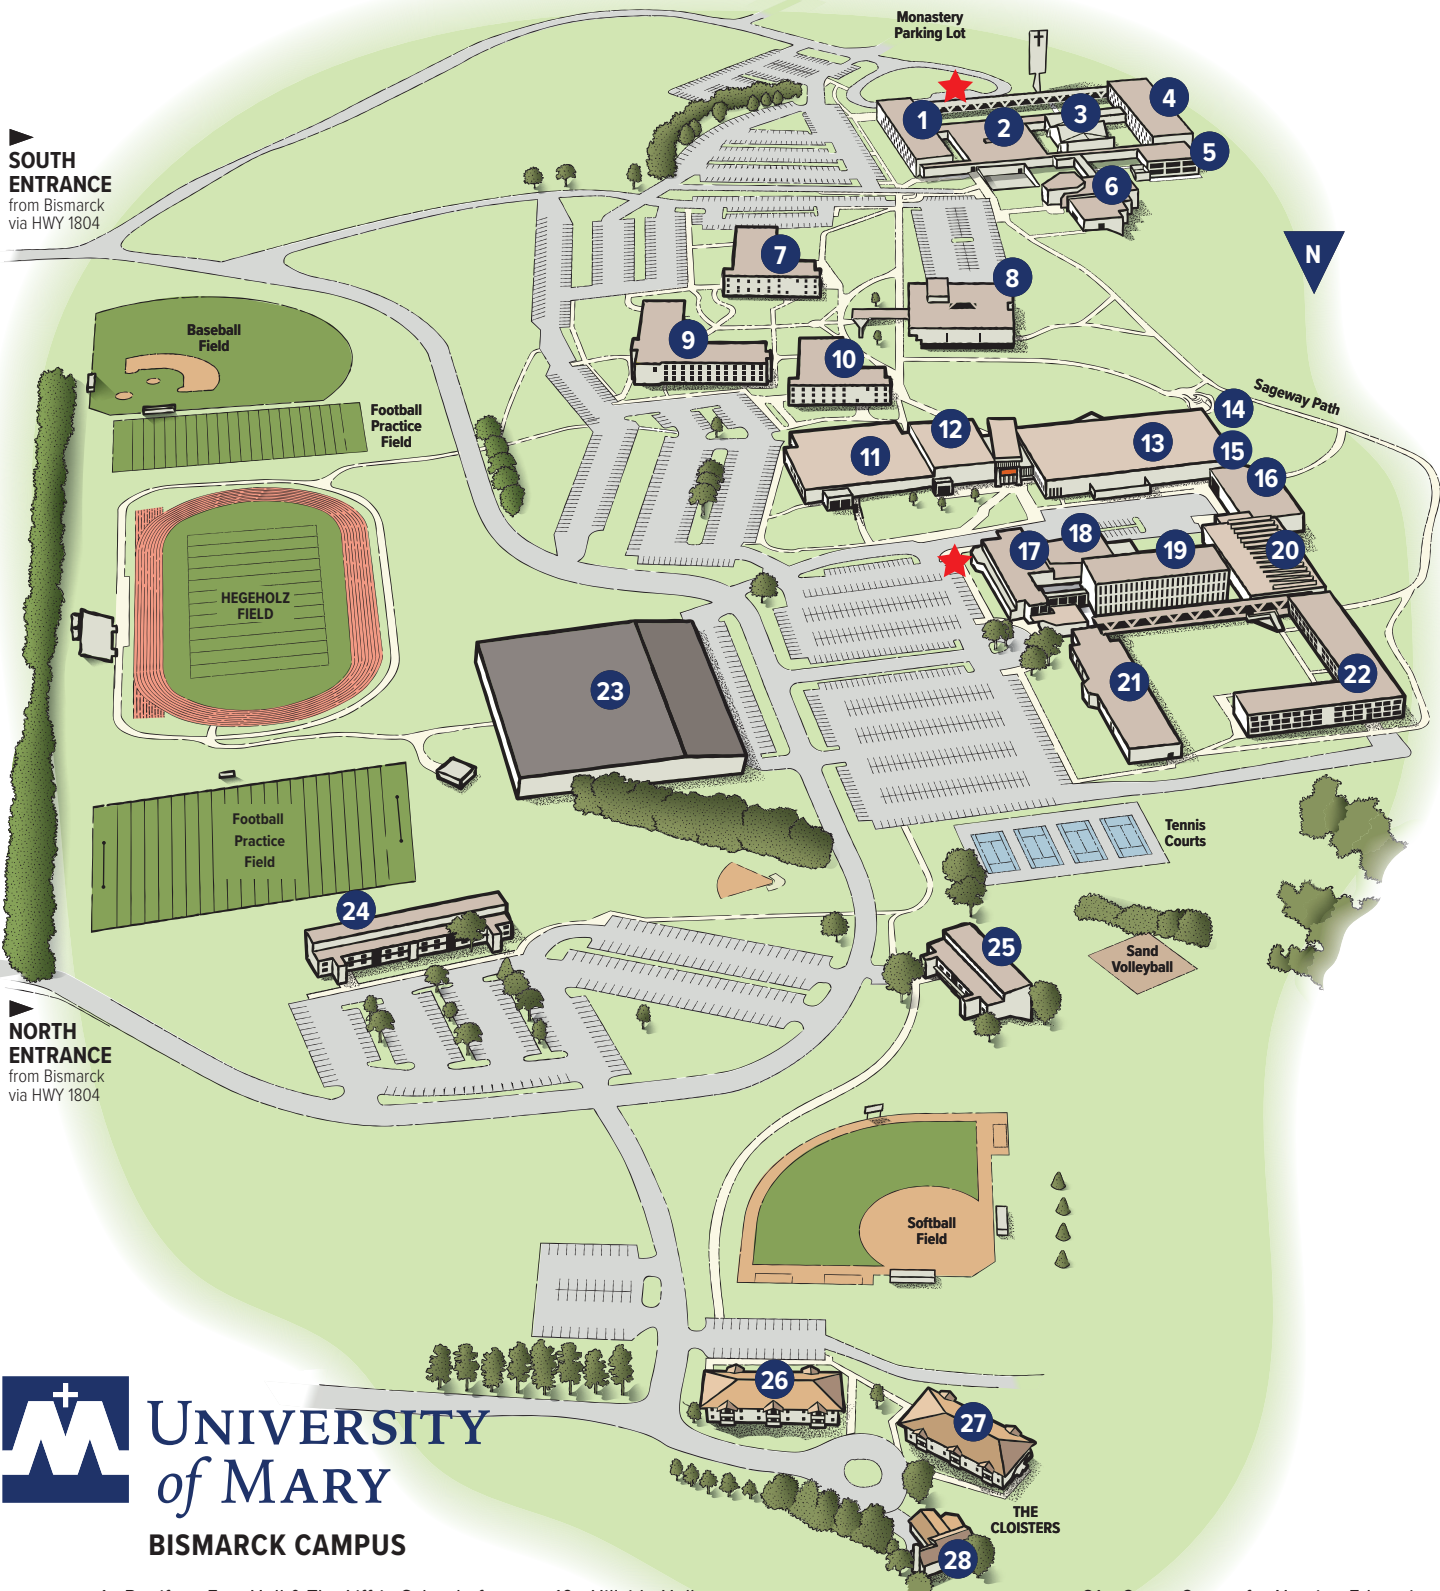 Monastery
Parking Lot
1
2
3
4
5
6
SOUTH
ENTRANCE
from Bismarck
via HWY 1804
N
7
8
9
10
Baseball
Field
Football
Practice
Field
Sageway Path
11
12
13
14
15
16
17
18
19
20
HEGEHOLZ
FIELD
21
22
23
Football
Practice
Field
Tennis
Courts
24
25
Sand
Volleyball
NORTH
ENTRANCE
from Bismarck
via HWY 1804
Softball
Field
26
27
THE
CLOISTERS
28
UNIVERSITY
of MARY
BISMARCK CAMPUS